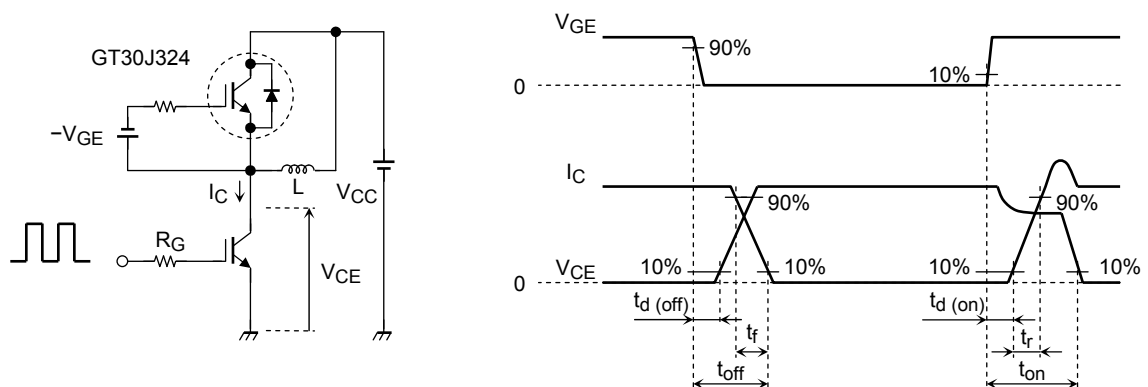 GT30J324
−VGE
IC
L
VCC
RG
VCE
VGE
90%
0
10%
IC
90%
90%
VCE
10%
10%
10%
10%
0
td (off)
td (on)
tf
tr
toff
ton